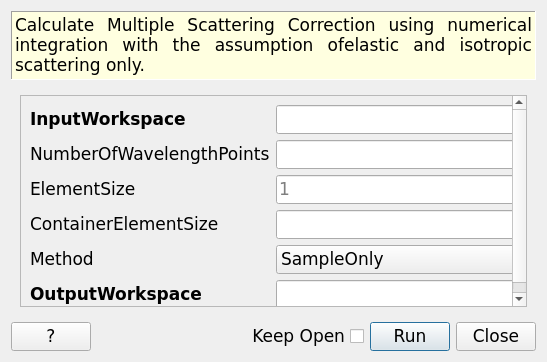 Calculate Multiple Scattering Correction using numerical
integration with the assumption ofelastic and isotropic
scattering only.
InputWorkspace
NumberOfWavelengthPoints
ElementSize 1
ContainerElementSize
Method SampleOnly
OutputWorkspace
? Keep Open Run Close